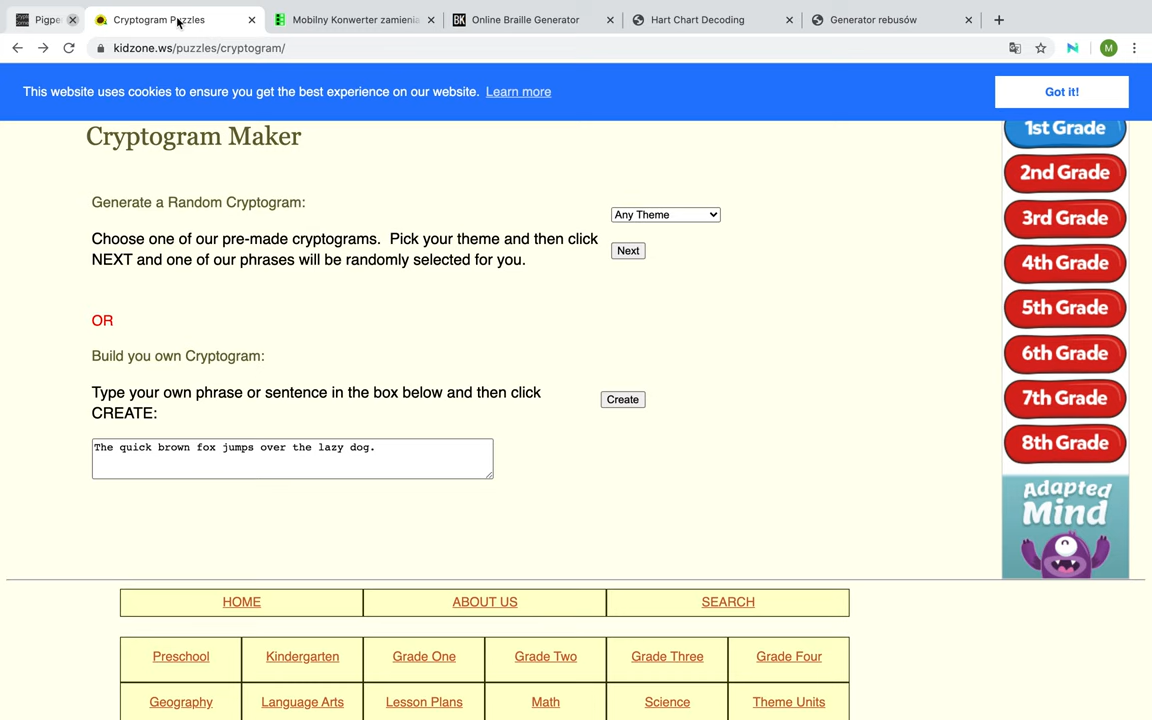 Pigpe
Cryptogram Puzzles
Mobilny Konwerter zamienia
BK
Online Braille Generator
Hart Chart Decoding
Generator rebusów
kidzone.ws/puzzles/cryptogram/
M
This website uses cookies to ensure you get the best experience on our website. Learn more
Got it!
Cryptogram Maker
Generate a Random Cryptogram:
Any Theme
Choose one of our pre-made cryptograms. Pick your theme and then click
NEXT and one of our phrases will be randomly selected for you.
Next
OR
Build you own Cryptogram:
Type your own phrase or sentence in the box below and then click
CREATE:
Create
The quick brown fox jumps over the lazy dog.
1st Grade
2nd Grade
3rd Grade
4th Grade
5th Grade
6th Grade
7th Grade
8th Grade
Adapted
Mind
HOME ABOUT US SEARCH
Preschool Kindergarten Grade One Grade Two Grade Three Grade Four
Geography Language Arts Lesson Plans Math Science Theme Units